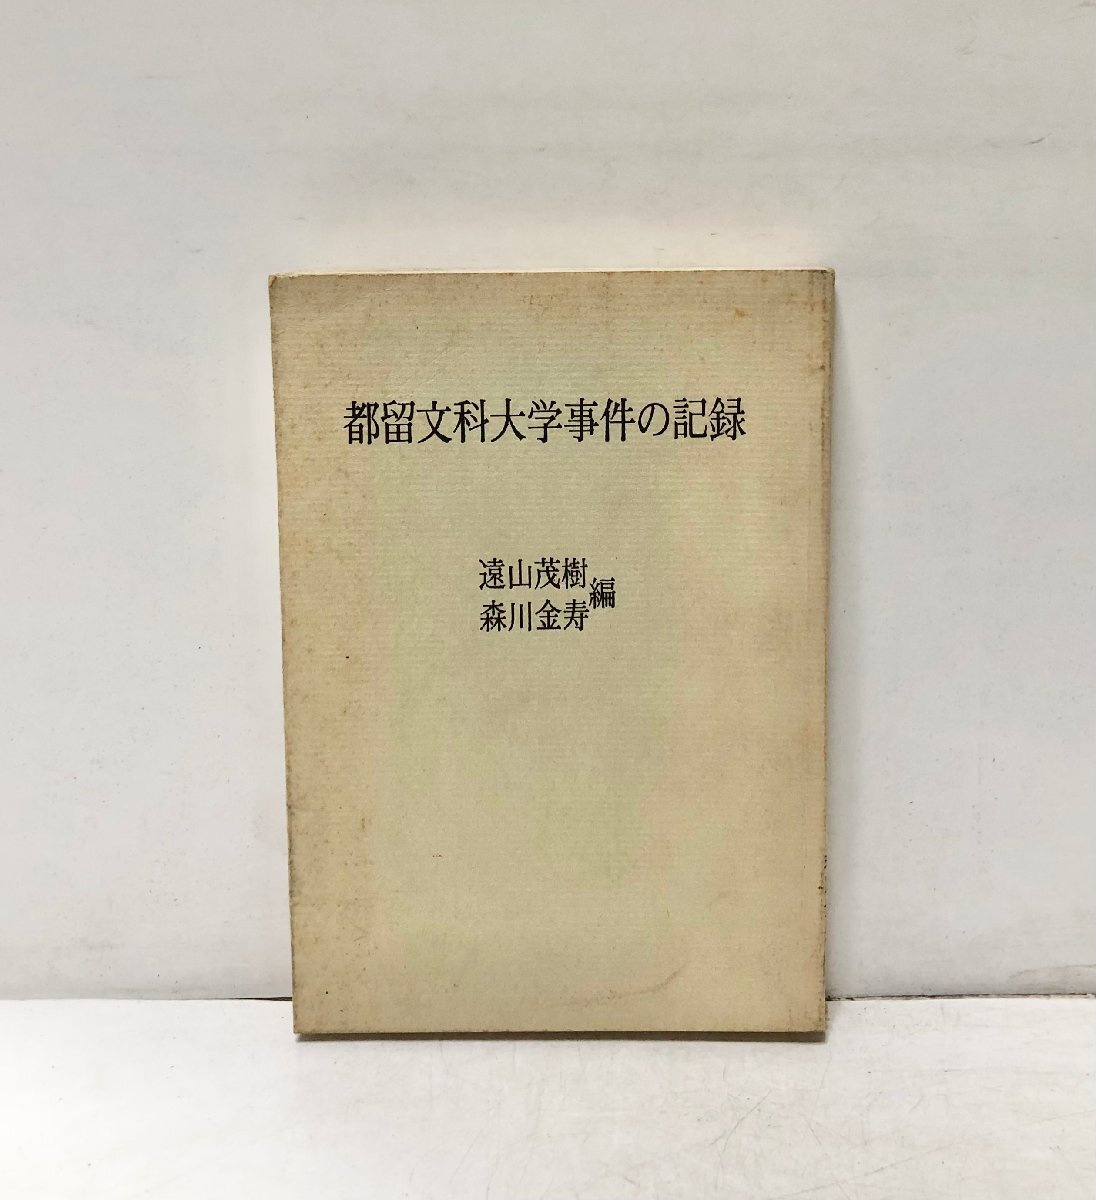 都留文科大学事件の記録
遠山茂樹
森川金寿
編